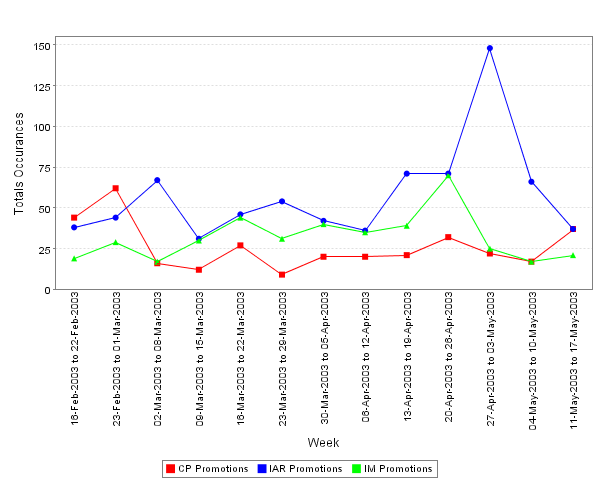 150
125
100
75
50
25
0
Totals Occurances
16-Feb-2003 to 22-Feb-2003
23-Feb-2003 to 01-Mar-2003
02-Mar-2003 to 08-Mar-2003
09-Mar-2003 to 15-Mar-2003
16-Mar-2003 to 22-Mar-2003
23-Mar-2003 to 29-Mar-2003
30-Mar-2003 to 05-Apr-2003
06-Apr-2003 to 12-Apr-2003
13-Apr-2003 to 19-Apr-2003
20-Apr-2003 to 26-Apr-2003
27-Apr-2003 to 03-May-2003
04-May-2003 to 10-May-2003
11-May-2003 to 17-May-2003
Week
CP Promotions IAR Promotions IM Promotions